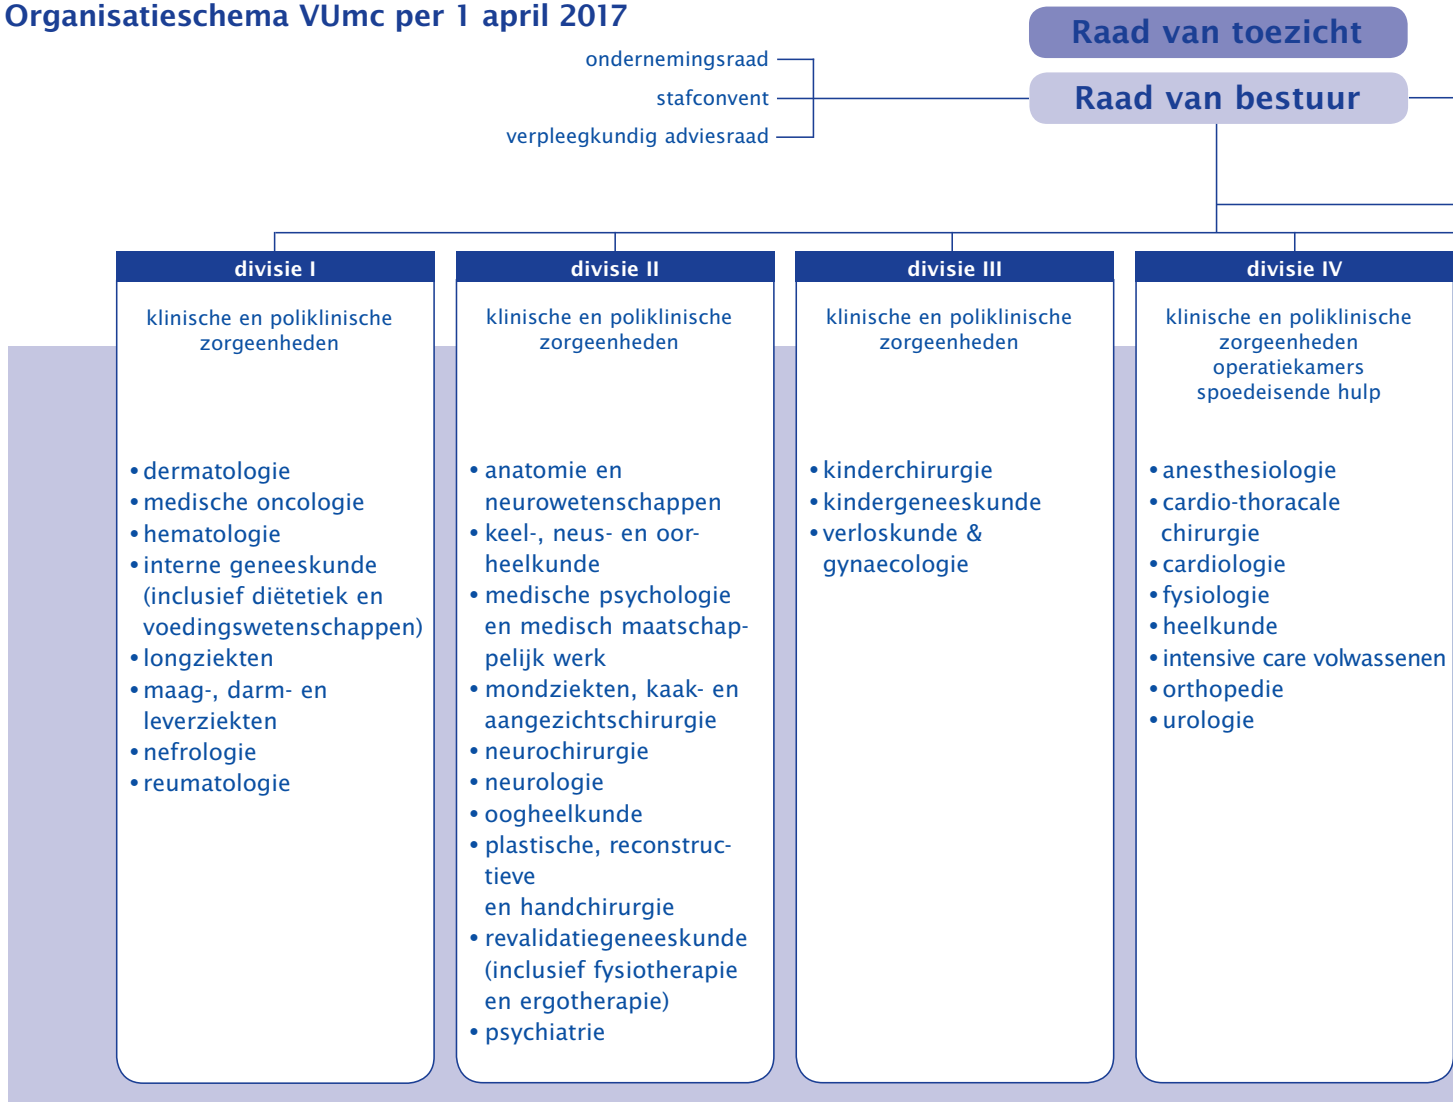 Organisatieschema VUmc per 1 april 2017
Raad van toezicht
Raad van bestuur
ondernemingsraad
stafconvent
verpleegkundig adviesraad
divisie I
klinische en poliklinische
zorgeenheden
• dermatologie
• medische oncologie
• hematologie
• interne geneeskunde
(inclusief diëtetiek en
voedingswetenschappen)
• longziekten
• maag-, darm- en
leverziekten
• nefrologie
• reumatologie
divisie II
klinische en poliklinische
zorgeenheden
• anatomie en
neurowetenschappen
• keel-, neus- en oor-
heelkunde
• medische psychologie
en medisch maatschap-
pelijk werk
• mondziekten, kaak- en
aangezichtschirurgie
• neurochirurgie
• neurologie
• oogheelkunde
• plastische, reconstruc-
tieve
en handchirurgie
• revalidatiegeneeskunde
(inclusief fysiotherapie
en ergotherapie)
• psychiatrie
divisie III
klinische en poliklinische
zorgeenheden
• kinderchirurgie
• kindergeneeskunde
• verloskunde &
gynaecologie
divisie IV
klinische en poliklinische
zorgeenheden
operatiekamers
spoedeisende hulp
• anesthesiologie
• cardio-thoracale
chirurgie
• cardiologie
• fysiologie
• heelkunde
• intensive care volwassenen
• orthopedie
• urologie